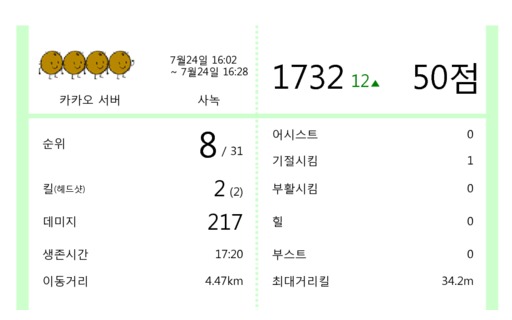 7월24일 16:02
~ 7월24일 16:28
카카오 서버
사녹
1732 12▲
50점
순위
8 / 31
킬(헤드샷)
2 (2)
데미지
217
생존시간
17:20
이동거리
4.47km
어시스트
0
기절시킴
1
부활시킴
0
힐
0
부스트
0
최대거리킬
34.2m